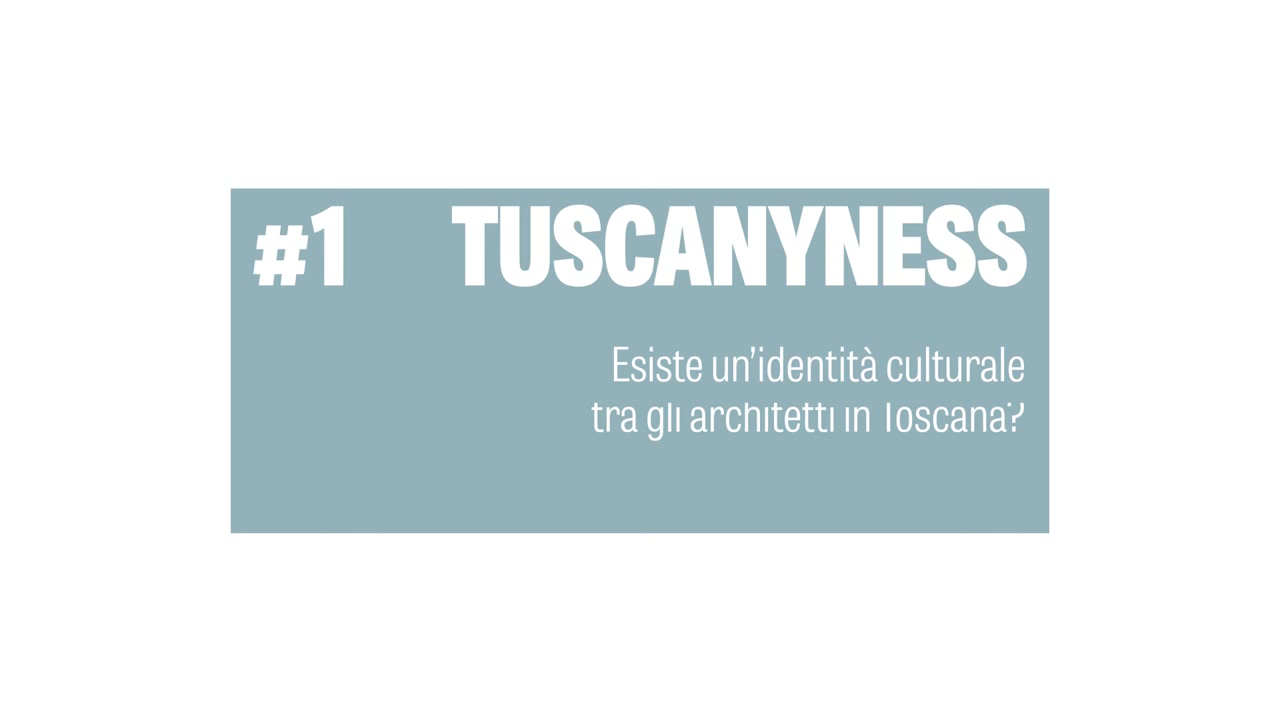 #1 TUSCANYNESS
Esiste un'identità culturale
tra gli architetti in Toscana?